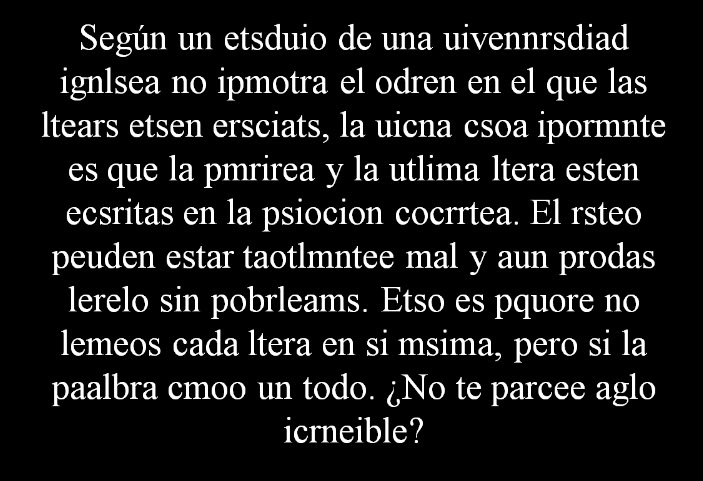 Según un etsduio de una uivennrsdiad
ignlsea no ipmotra el odren en el que las
ltears etsen ersciats, la uicna csoa ipormnte
es que la pmrirea y la utlima ltera esten
ecsritas en la psiocion cocrrtea. El rsteo
peuden estar taotlmntee mal y aun prodas
lerelo sin pobrleams. Etso es pquore no
lemeos cada ltera en si msima, pero si la
paalbra cmoo un todo. ¿No te parcee aglo
icrneible?